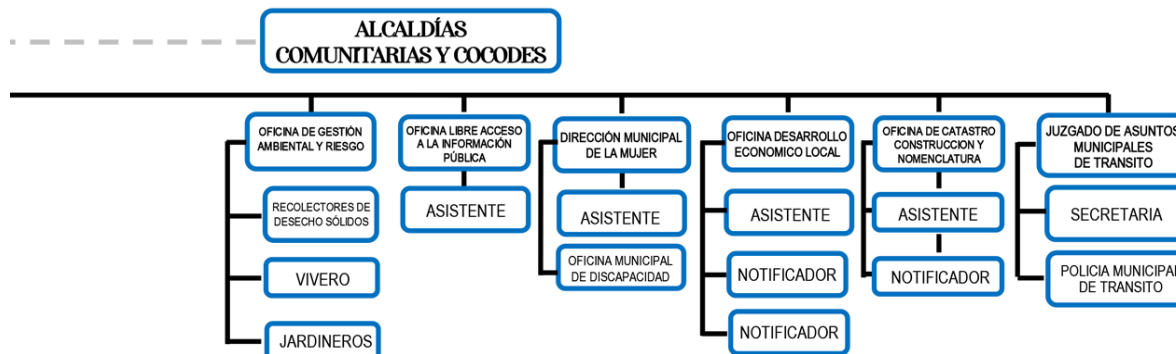 ALCALDÍAS
COMUNITARIAS Y COCODES
OFICINA DE GESTIÓN
AMBIENTAL Y RIESGO
RECOLECTORES DE
DESECHO SÓLIDOS
VIVERO
JARDINEROS
OFICINA LIBRE ACCESO
A LA INFORMACIÓN
PÚBLICA
ASISTENTE
DIRECCIÓN MUNICIPAL
DE LA MUJER
ASISTENTE
OFICINA MUNICIPAL
DE DISCAPACIDAD
OFICINA DESARROLLO
ECONOMICO LOCAL
ASISTENTE
NOTIFICADOR
NOTIFICADOR
OFICINA DE CATASTRO
CONSTRUCCION Y
NOMENCLATURA
ASISTENTE
NOTIFICADOR
JUZGADO DE ASUNTOS
MUNICIPALES
DE TRANSITO
SECRETARIA
POLICIA MUNICIPAL
DE TRANSITO